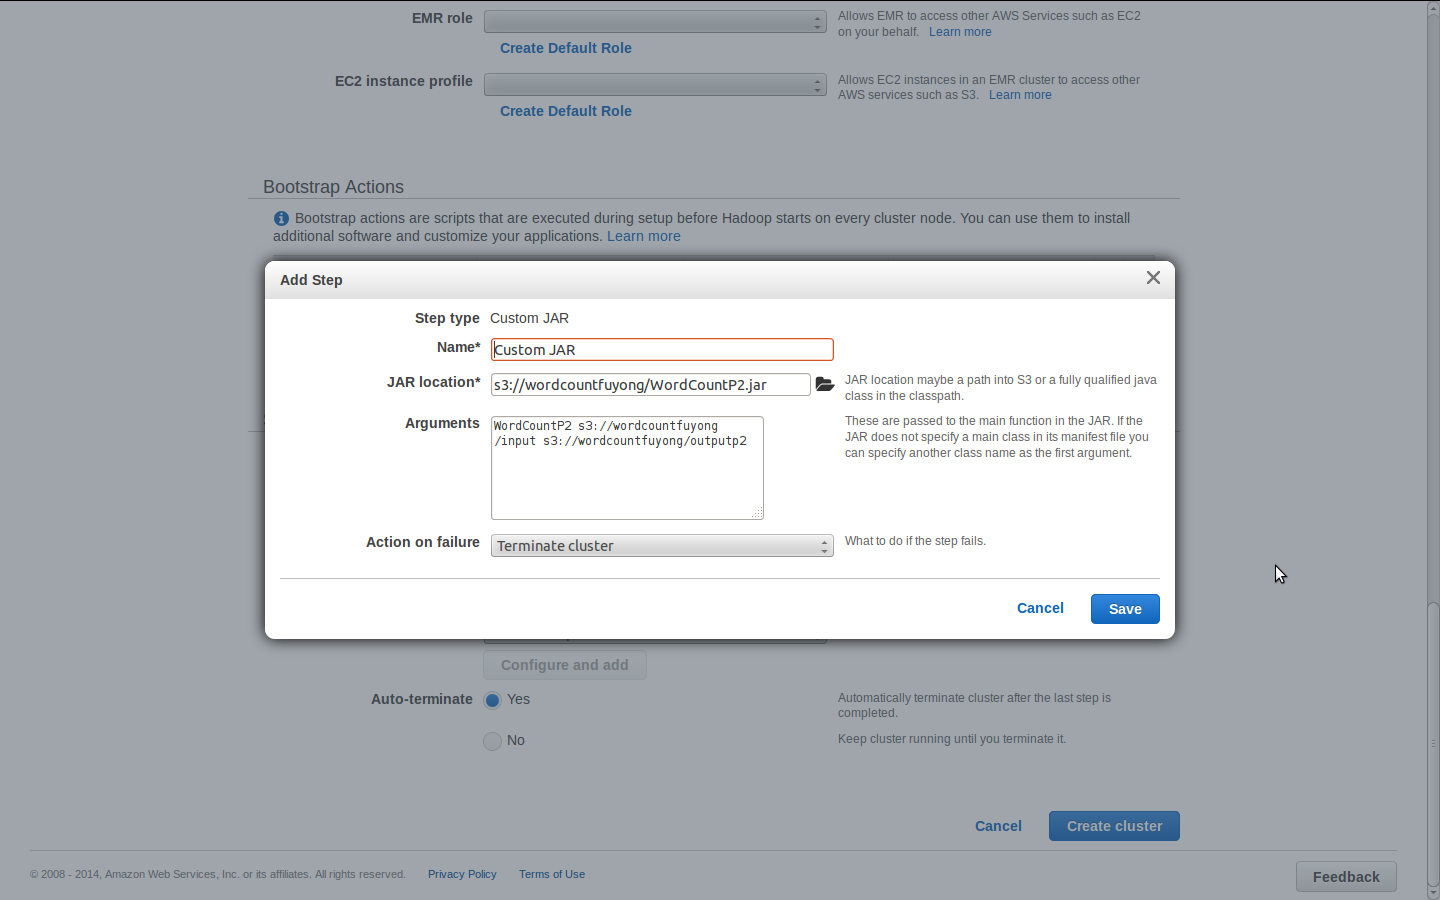 EMR role
Allows EMR to access other AWS Services such as EC2
on your behalf. Learn more
Create Default Role
EC2 instance profile
Allows EC2 instances in an EMR cluster to access other
AWS services such as S3. Learn more
Create Default Role
Bootstrap Actions
Bootstrap actions are scripts that are executed during setup before Hadoop starts on every cluster node. You can use them to install
additional software and customize your applications. Learn more
Add Step
Step type Custom JAR
Name* Custom JAR
JAR location* s3://wordcountfuyong/WordCountP2.jar
JAR location maybe a path into S3 or a fully qualified java
class in the classpath.
Arguments
WordCountP2 s3://wordcountfuyong
/input s3://wordcountfuyong/outputp2
These are passed to the main function in the JAR. If the
JAR does not specify a main class in its manifest file you
can specify another class name as the first argument.
Action on failure Terminate cluster
What to do if the step fails.
Cancel Save
Configure and add
Auto-terminate Yes
Automatically terminate cluster after the last step is
completed.
No
Keep cluster running until you terminate it.
Cancel Create cluster
© 2008 - 2014, Amazon Web Services, Inc. or its affiliates. All rights reserved. Privacy Policy Terms of Use
Feedback